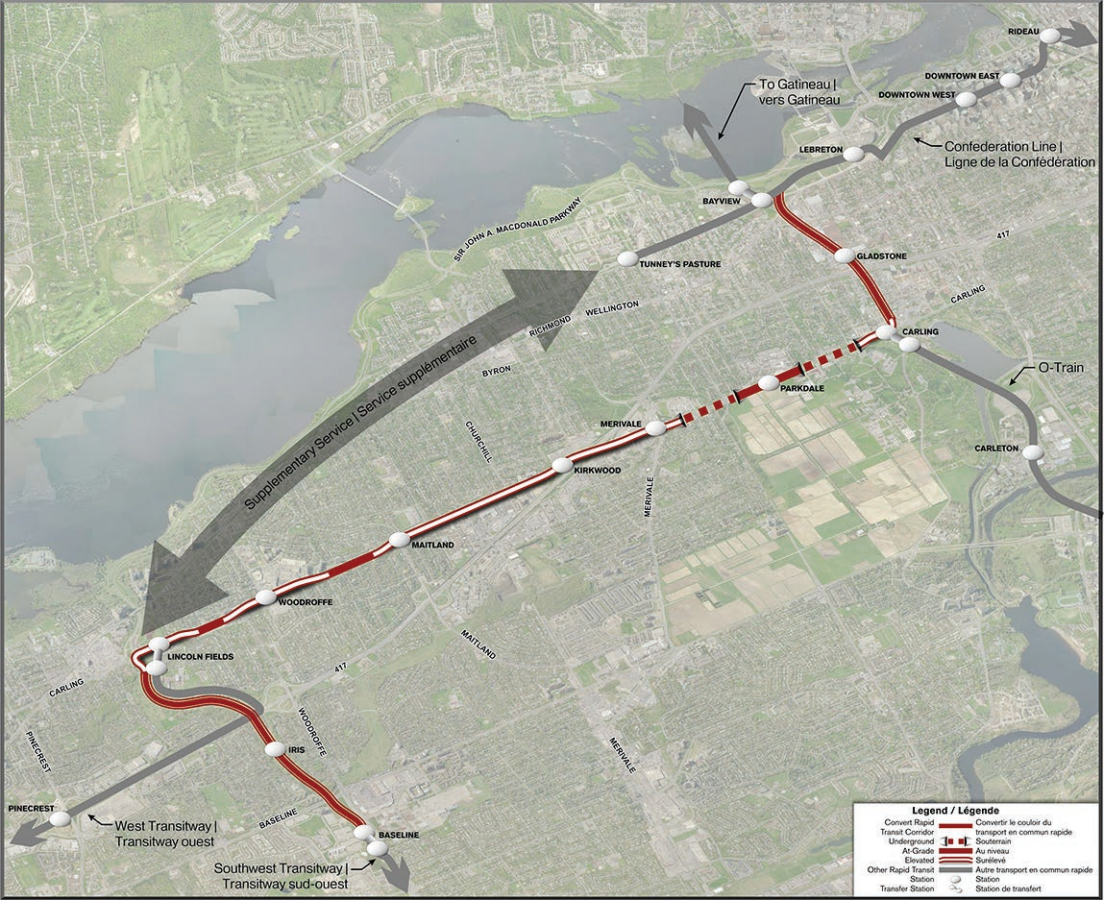 RIDEAU
DOWNTOWN EAST
DOWNTOWN WEST
To Gatineau |
vers Gatineau
LEBRETON
Confederation Line |
Ligne de la Confédération
BAYVIEW
SIR JOHN A. MACDONALD PARKWAY
417
TUNNEY'S PASTURE
GLADSTONE
CARLING
RICHMOND
WELLINGTON
CARLING
O-Train
BYRON
PARKDALE
Supplementary Service | Service supplémentaire
MERIVALE
CHURCHILL
CARLETON
KIRKWOOD
MERIVALE
MAITLAND
WOODROFFE
MAITLAND
LINCOLN FIELDS
417
CARLING
WOODROFFE
PINECREST
IRIS
MERIVALE
PINECREST
West Transitway |
Transitway ouest
BASELINE
BASELINE
Southwest Transitway |
Transitway sud-ouest
Legend / Légende
Convert Rapid Convertir le couloir du
Transit Corridor transport en commun rapide
Underground Souterrain
At-Grade Au niveau
Elevated Surélevé
Other Rapid Transit Autre transport en commun rapide
Station Station
Transfer Station Station de transfert